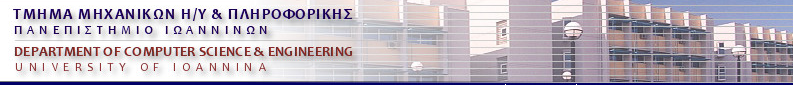 ΤΜΗΜΑ ΜΗΧΑΝΙΚΩΝ Η/Υ & ΠΛΗΡΟΦΟΡΙΚΗΣ
ΠΑΝΕΠΙΣΤΗΜΙΟ ΙΩΑΝΝΙΝΩΝ
DEPARTMENT OF COMPUTER SCIENCE & ENGINEERING
UNIVERSITY OF IOANNINA